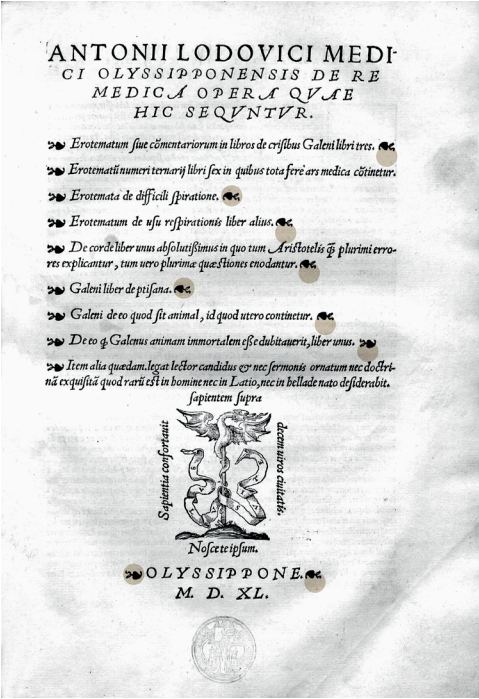 ANTONII LODOVICI MEDI-
CI OLYSSIPPONENSIS DE RE
MEDICA OPERA QVAE
HIC SEQVNTVR.
Erotematum siue cōmentariorum in libros de crisibus Galeni libri tres.
Erotematū numeri ternarij libri sex in quibus tota ferè ars medica cōtinetur.
Erotemata de difficili spiratione.
Erotematum de usu respirationis liber alius.
De corde liber unus absolutissimus in quo tum Aristotelis q̄ plurimi erro-
res explicantur, tum uero plurimæ quæstiones enodantur.
Galeni liber de ptisana.
Galeni de eo quod sit animal, id quod utero continetur.
De eo q̄ Galenus animam immortalem esse dubitauerit, liber unus.
Item alia quædam. legat lector candidus & nec sermonis ornatum nec doctri-
nā exquisitā quod rarū est in homine nec in Latio, nec in hellade nato desiderabit.
sapientem supra
decem uiros ciuitatis.
Sapientia confortauit
Nosce te ipsum.
OLYSSIPPONE.
M. D. XL.